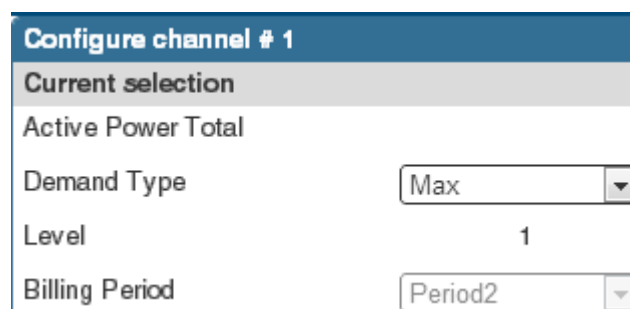 Configure channel # 1
Current selection
Active Power Total
Demand Type Max
Level 1
Billing Period Period2